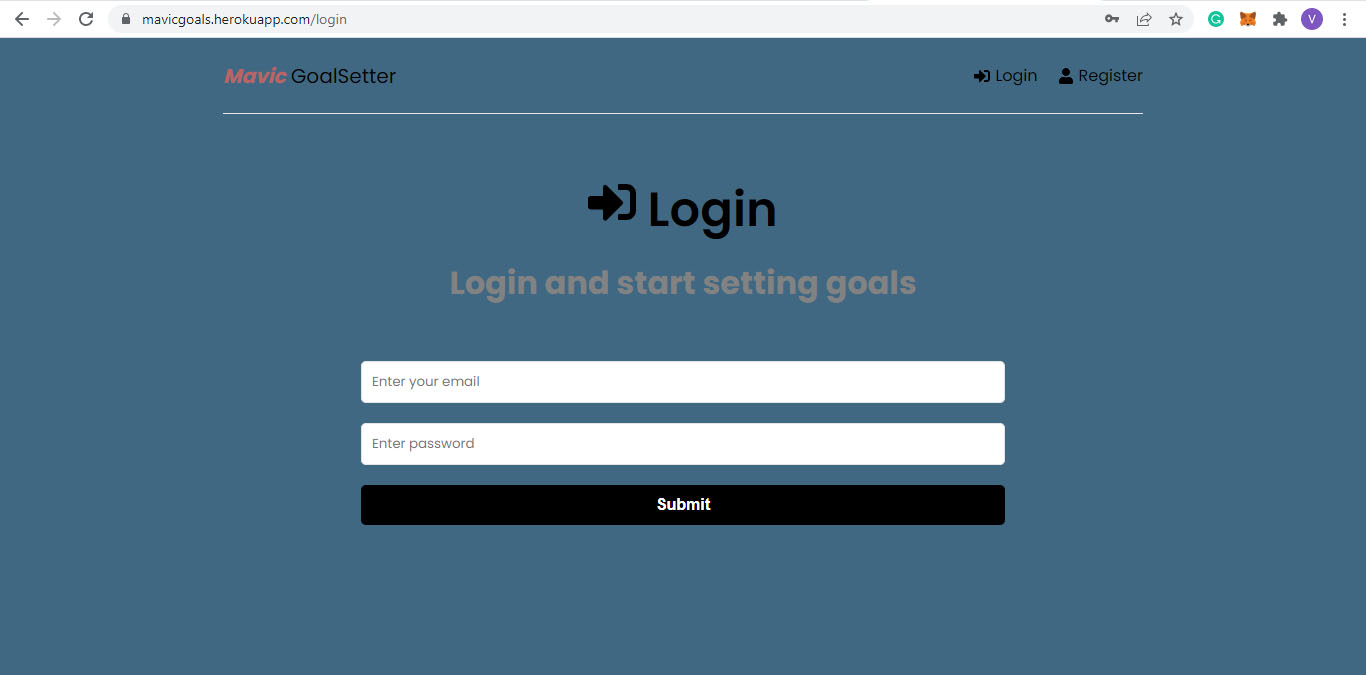 mavicgoals.herokuapp.com/login
G
V
Mavic GoalSetter
Login
Register
Login
Login and start setting goals
Enter your email
Enter password
Submit